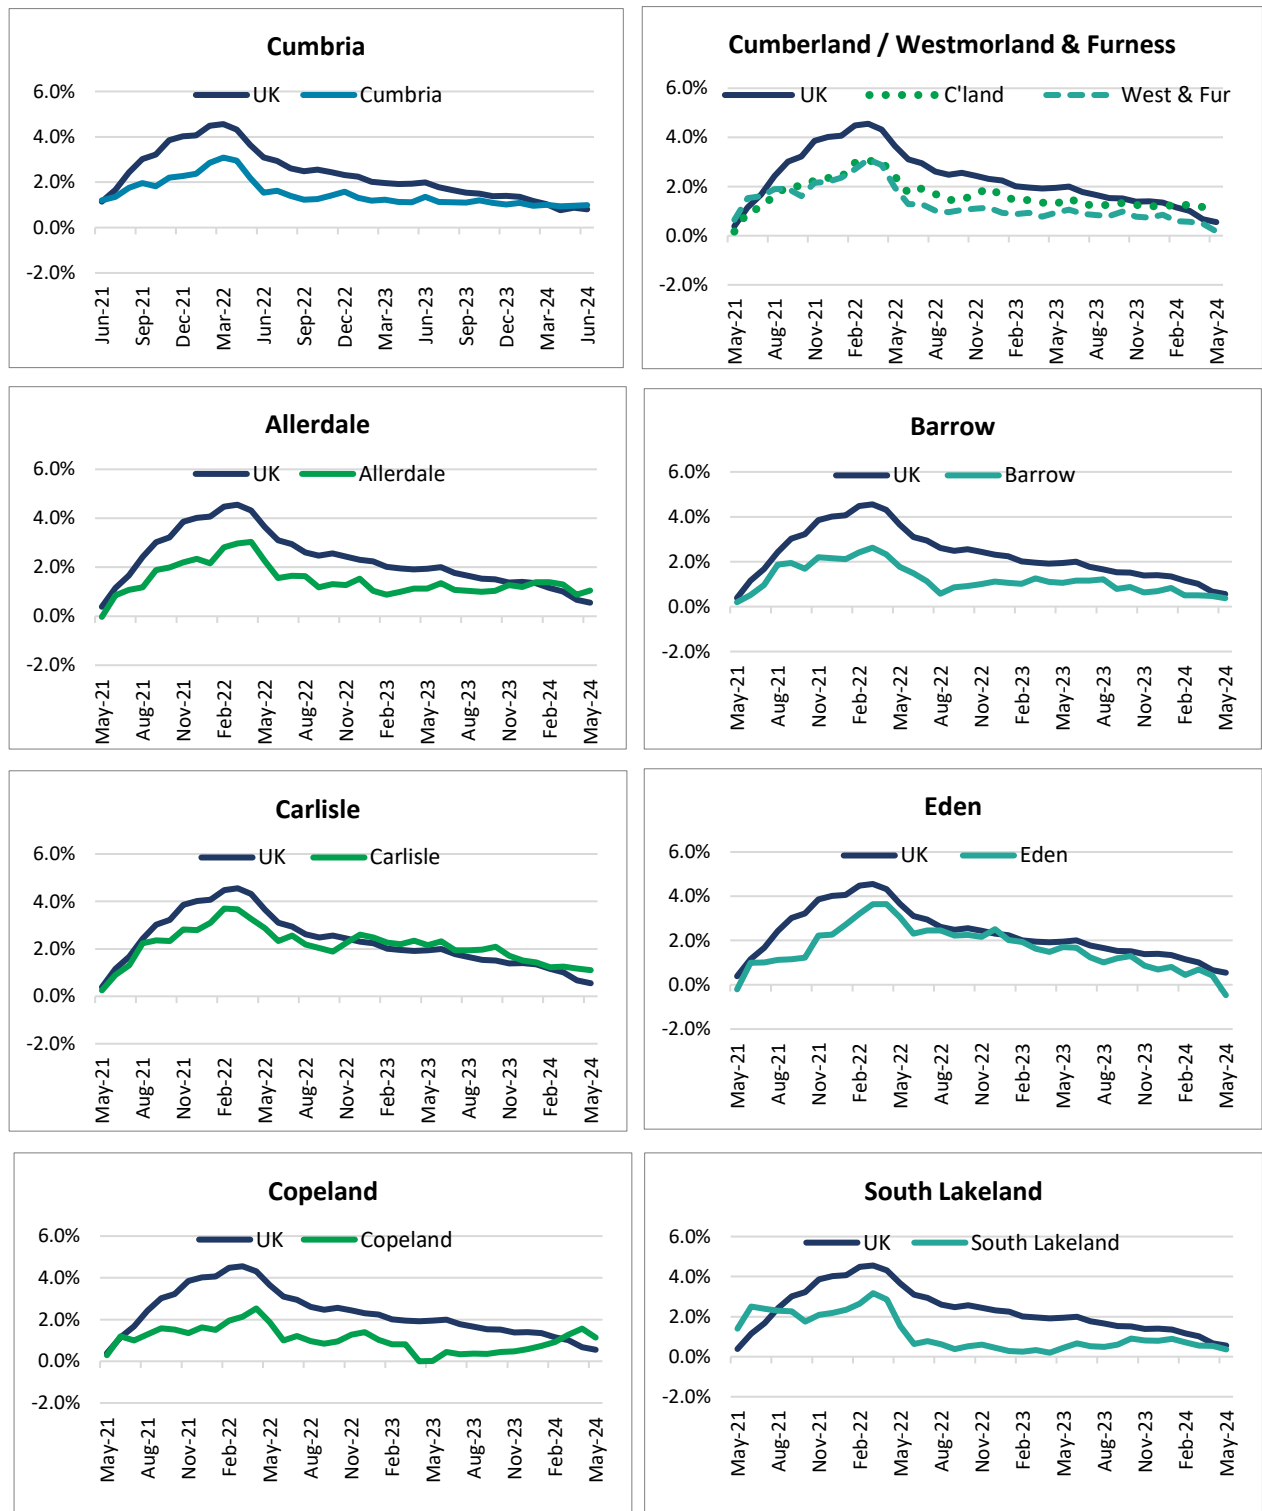 Cumbria
UK Cumbria
6.0%
4.0%
2.0%
0.0%
-2.0%
Jun-21 Sep-21 Dec-21 Mar-22 Jun-22 Sep-22 Dec-22 Mar-23 Jun-23 Sep-23 Dec-23 Mar-24 Jun-24
Cumberland / Westmorland & Furness
UK C'land West & Fur
6.0%
4.0%
2.0%
0.0%
-2.0%
May-21 Aug-21 Nov-21 Feb-22 May-22 Aug-22 Nov-22 Feb-23 May-23 Aug-23 Nov-23 Feb-24 May-24
Allerdale
UK Allerdale
6.0%
4.0%
2.0%
0.0%
-2.0%
May-21 Aug-21 Nov-21 Feb-22 May-22 Aug-22 Nov-22 Feb-23 May-23 Aug-23 Nov-23 Feb-24 May-24
Barrow
UK Barrow
6.0%
4.0%
2.0%
0.0%
-2.0%
May-21 Aug-21 Nov-21 Feb-22 May-22 Aug-22 Nov-22 Feb-23 May-23 Aug-23 Nov-23 Feb-24 May-24
Carlisle
UK Carlisle
6.0%
4.0%
2.0%
0.0%
-2.0%
May-21 Aug-21 Nov-21 Feb-22 May-22 Aug-22 Nov-22 Feb-23 May-23 Aug-23 Nov-23 Feb-24 May-24
Eden
UK Eden
6.0%
4.0%
2.0%
0.0%
-2.0%
May-21 Aug-21 Nov-21 Feb-22 May-22 Aug-22 Nov-22 Feb-23 May-23 Aug-23 Nov-23 Feb-24 May-24
Copeland
UK Copeland
6.0%
4.0%
2.0%
0.0%
-2.0%
May-21 Aug-21 Nov-21 Feb-22 May-22 Aug-22 Nov-22 Feb-23 May-23 Aug-23 Nov-23 Feb-24 May-24
South Lakeland
UK South Lakeland
6.0%
4.0%
2.0%
0.0%
-2.0%
May-21 Aug-21 Nov-21 Feb-22 May-22 Aug-22 Nov-22 Feb-23 May-23 Aug-23 Nov-23 Feb-24 May-24